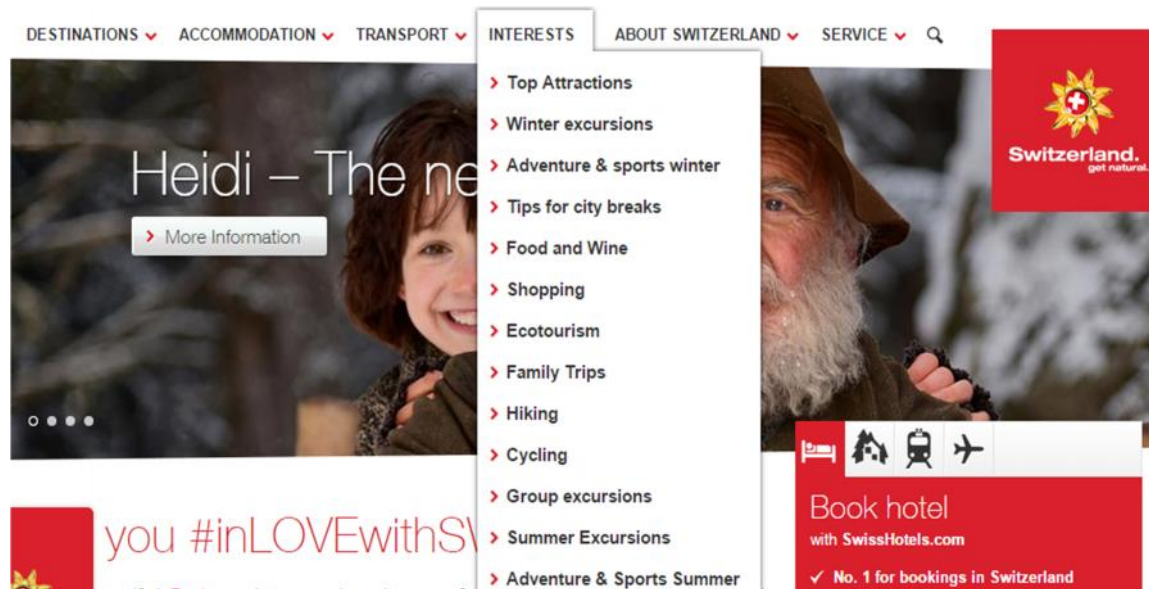 DESTINATIONS ACCOMMODATION TRANSPORT INTERESTS ABOUT SWITZERLAND SERVICE
Top Attractions
Winter excursions
Adventure & sports winter
Tips for city breaks
Food and Wine
Shopping
Ecotourism
Family Trips
Hiking
Cycling
Group excursions
Summer Excursions
Adventure & Sports Summer
Heidi – The ne
More Information
Switzerland.
get natural.
you #inLOVEwithSW
Book hotel
with SwissHotels.com
✓ No. 1 for bookings in Switzerland